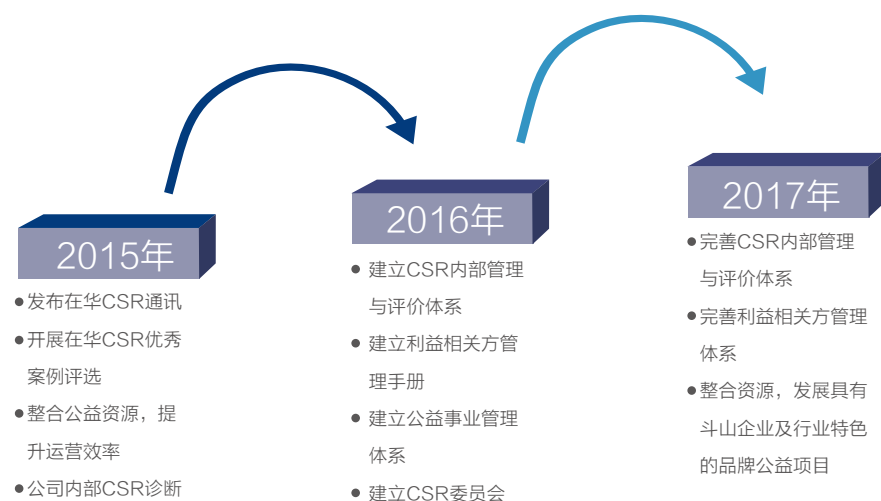 2015年
●发布在华CSR通讯
●开展在华CSR优秀
案例评选
●整合公益资源，提
升运营效率
●公司内部CSR诊断
2016年
● 建立CSR内部管理
与评价体系
● 建立利益相关方管
理手册
● 建立公益事业管理
体系
● 建立CSR委员会
2017年
●完善CSR内部管理
与评价体系
●完善利益相关方管理
体系
●整合资源，发展具有
斗山企业及行业特色
的品牌公益项目